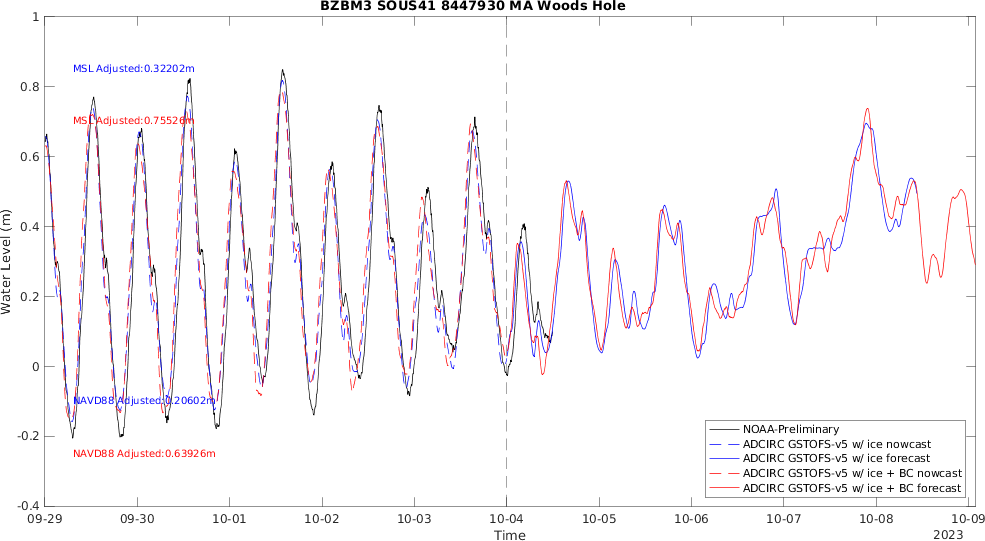 BZBM3 SOUS41 8447930 MA Woods Hole
1
0.8
0.6
0.4
0.2
0
-0.2
-0.4
Water Level (m)
MSL Adjusted:0.32202m
MSL Adjusted:0.75526m
NAVD88 Adjusted:0.20602m
NAVD88 Adjusted:0.63926m
NOAA-Preliminary
ADCIRC GSTOFS-v5 w/ ice nowcast
ADCIRC GSTOFS-v5 w/ ice forecast
ADCIRC GSTOFS-v5 w/ ice + BC nowcast
ADCIRC GSTOFS-v5 w/ ice + BC forecast
09-29 09-30 10-01 10-02 10-03 10-04 10-05 10-06 10-07 10-08 10-09
Time
2023